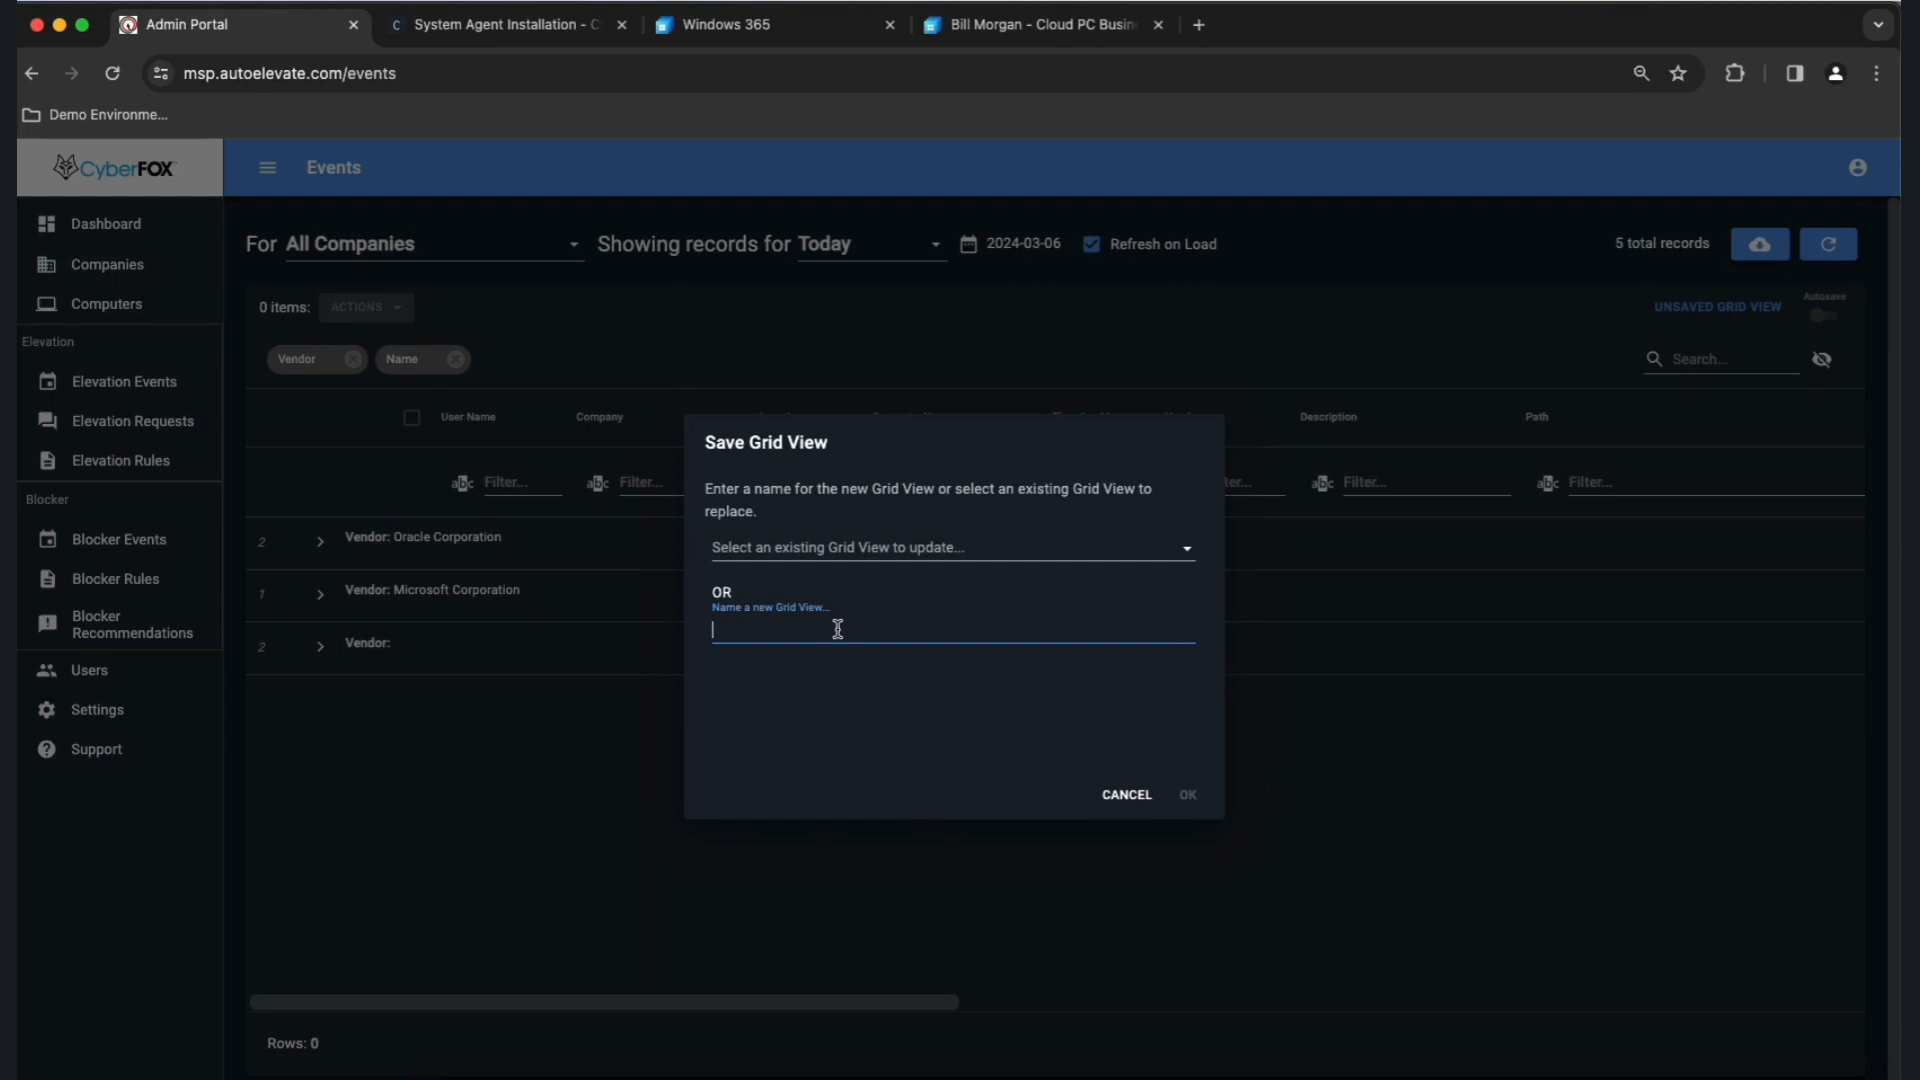 Admin Portal
System Agent Installation - C
Windows 365
Bill Morgan - Cloud PC Busin
msp.autoelevate.com/events
Demo Environme...
CyberFOX
Events
Dashboard
Companies
Computers
Elevation
Elevation Events
Elevation Requests
Elevation Rules
Blocker
Blocker Events
Blocker Rules
Blocker
Recommendations
Users
Settings
Support
For All Companies
Showing records for Today
2024-03-06
Refresh on Load
5 total records
0 items:
ACTIONS
UNSAVED GRID VIEW
Autosave
Vendor
Name
Search...
User Name
Company
Description
Path
Filter...
Filter...
ter...
Filter...
Filter...
2
Vendor: Oracle Corporation
1
Vendor: Microsoft Corporation
2
Vendor:
Save Grid View
Enter a name for the new Grid View or select an existing Grid View to
replace.
Select an existing Grid View to update...
OR
Name a new Grid View...
CANCEL
OK
Rows: 0